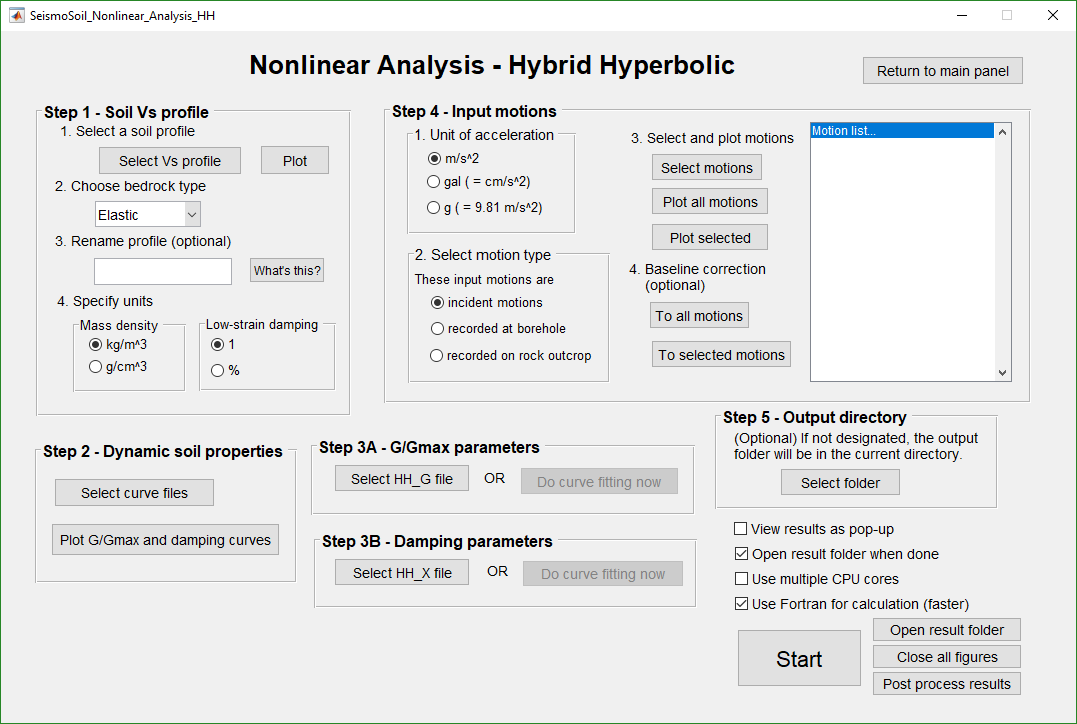 SeismoSoil_Nonlinear_Analysis_HH
Nonlinear Analysis - Hybrid Hyperbolic
Return to main panel
Step 1 - Soil Vs profile
1. Select a soil profile
Select Vs profile
Plot
2. Choose bedrock type
Elastic
3. Rename profile (optional)
What's this?
4. Specify units
Mass density
kg/m^3
g/cm^3
Low-strain damping
1
%
Step 4 - Input motions
1. Unit of acceleration
m/s^2
gal ( = cm/s^2)
g ( = 9.81 m/s^2)
2. Select motion type
These input motions are
incident motions
recorded at borehole
recorded on rock outcrop
3. Select and plot motions
Select motions
Plot all motions
Plot selected
4. Baseline correction
(optional)
To all motions
To selected motions
Motion list...
Step 2 - Dynamic soil properties
Select curve files
Plot G/Gmax and damping curves
Step 3A - G/Gmax parameters
Select HH_G file
OR
Do curve fitting now
Step 3B - Damping parameters
Select HH_X file
OR
Do curve fitting now
Step 5 - Output directory
(Optional) If not designated, the output
folder will be in the current directory.
Select folder
View results as pop-up
Open result folder when done
Use multiple CPU cores
Use Fortran for calculation (faster)
Start
Open result folder
Close all figures
Post process results